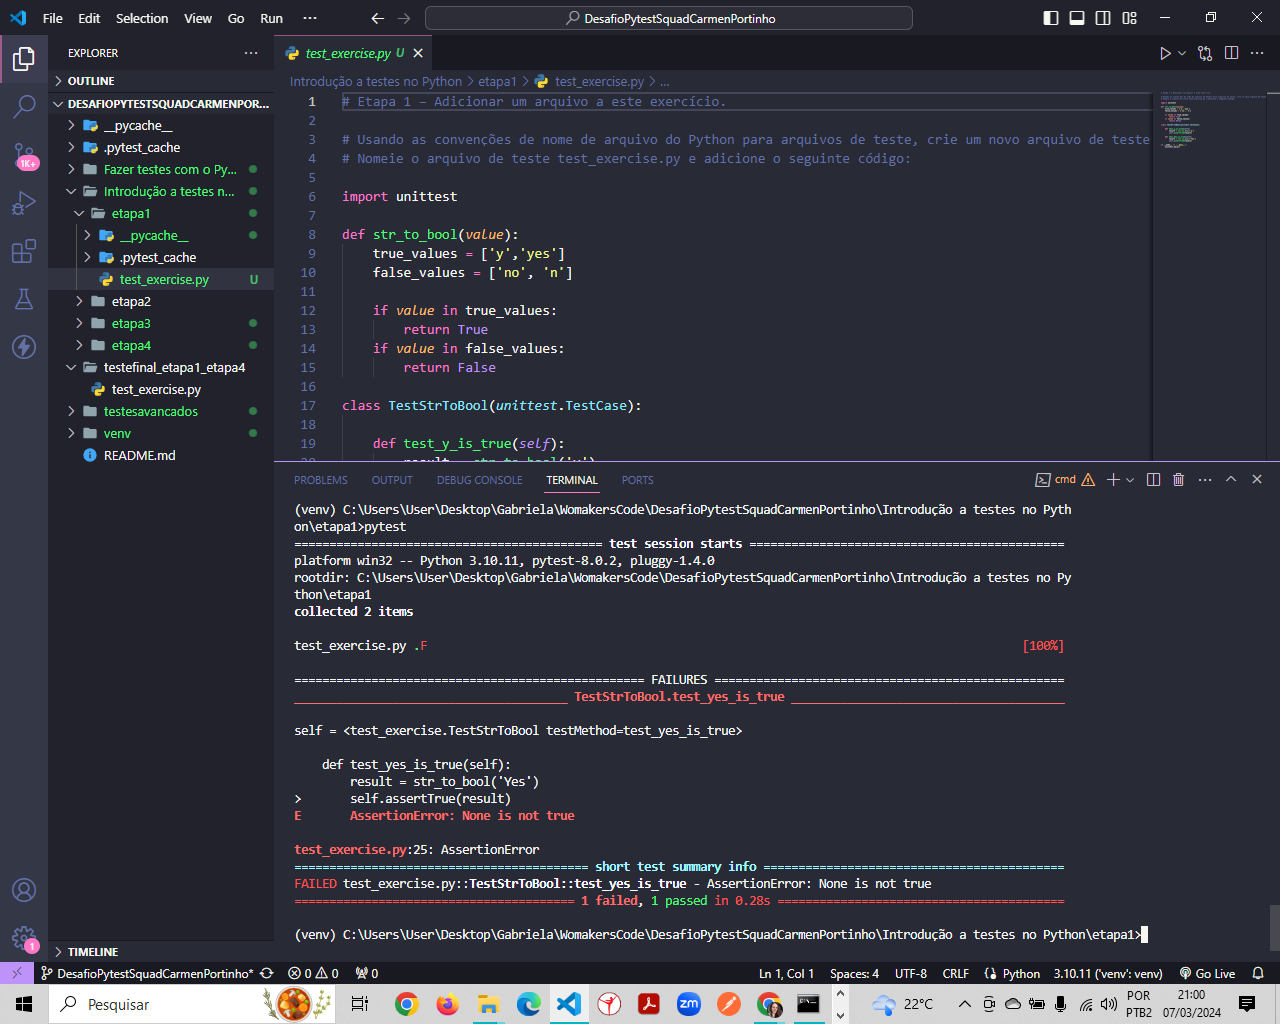 File Edit Selection View Go Run ··· DesafioPytestSquadCarmenPortinho
EXPLORER ···
OUTLINE
DESAFIOPYTESTSQUADCARMENPOR...
__pycache__
.pytest_cache
Fazer testes com o Py...
Introdução a testes n...
etapa1
__pycache__
.pytest_cache
test_exercise.py U
etapa2
etapa3
etapa4
testefinal_etapa1_etapa4
test_exercise.py
testesavancados
venv
README.md
TIMELINE
1K+
1
test_exercise.py U
Introdução a testes no Python > etapa1 > test_exercise.py > ...
1 # Etapa 1 – Adicionar um arquivo a este exercício.
2
3 # Usando as convenções de nome de arquivo do Python para arquivos de teste, crie um novo arquivo de teste
4 # Nomeie o arquivo de teste test_exercise.py e adicione o seguinte código:
5
6 import unittest
7
8 def str_to_bool(value):
9 true_values = ['y','yes']
10 false_values = ['no', 'n']
11
12 if value in true_values:
13 return True
14 if value in false_values:
15 return False
16
17 class TestStrToBool(unittest.TestCase):
18
19 def test_y_is_true(self):
PROBLEMS OUTPUT DEBUG CONSOLE TERMINAL PORTS cmd
(venv) C:\Users\User\Desktop\Gabriela\WomakersCode\DesafioPytestSquadCarmenPortinho\Introdução a testes no Pyth
on\etapa1>pytest
============================================ test session starts =============================================
platform win32 -- Python 3.10.11, pytest-8.0.2, pluggy-1.4.0
rootdir: C:\Users\User\Desktop\Gabriela\WomakersCode\DesafioPytestSquadCarmenPortinho\Introdução a testes no Py
thon\etapa1
collected 2 items
test_exercise.py .F [100%]
================================================== FAILURES ==================================================
_______________________________________ TestStrToBool.test_yes_is_true _______________________________________
self = <test_exercise.TestStrToBool testMethod=test_yes_is_true>
def test_yes_is_true(self):
result = str_to_bool('Yes')
> self.assertTrue(result)
E AssertionError: None is not true
test_exercise.py:25: AssertionError
========================================== short test summary info ===========================================
FAILED test_exercise.py::TestStrToBool::test_yes_is_true - AssertionError: None is not true
======================================== 1 failed, 1 passed in 0.28s =========================================
(venv) C:\Users\User\Desktop\Gabriela\WomakersCode\DesafioPytestSquadCarmenPortinho\Introdução a testes no Python\etapa1>
DesafioPytestSquadCarmenPortinho* 0 0 0 Ln 1, Col 1 Spaces: 4 UTF-8 CRLF Python 3.10.11 ('venv': venv) Go Live
Pesquisar zm 22°C POR PTB2 21:00 07/03/2024